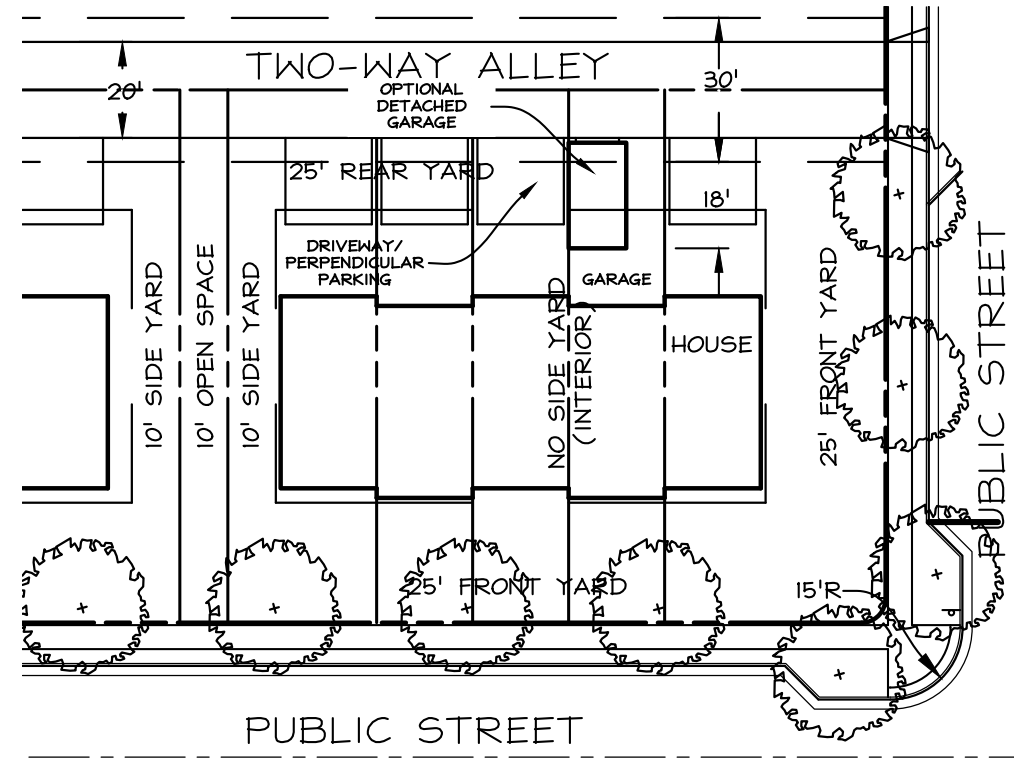 TWO-WAY ALLEY
20'
OPTIONAL
DETACHED
GARAGE
30'
25' REAR YARD
18'
DRIVEWAY/
PERPENDICULAR
PARKING
GARAGE
10' SIDE YARD
10' OPEN SPACE
10' SIDE YARD
NO SIDE YARD
(INTERIOR)
HOUSE
25' FRONT YARD
PUBLIC STREET
25' FRONT YARD
15'R
PUBLIC STREET